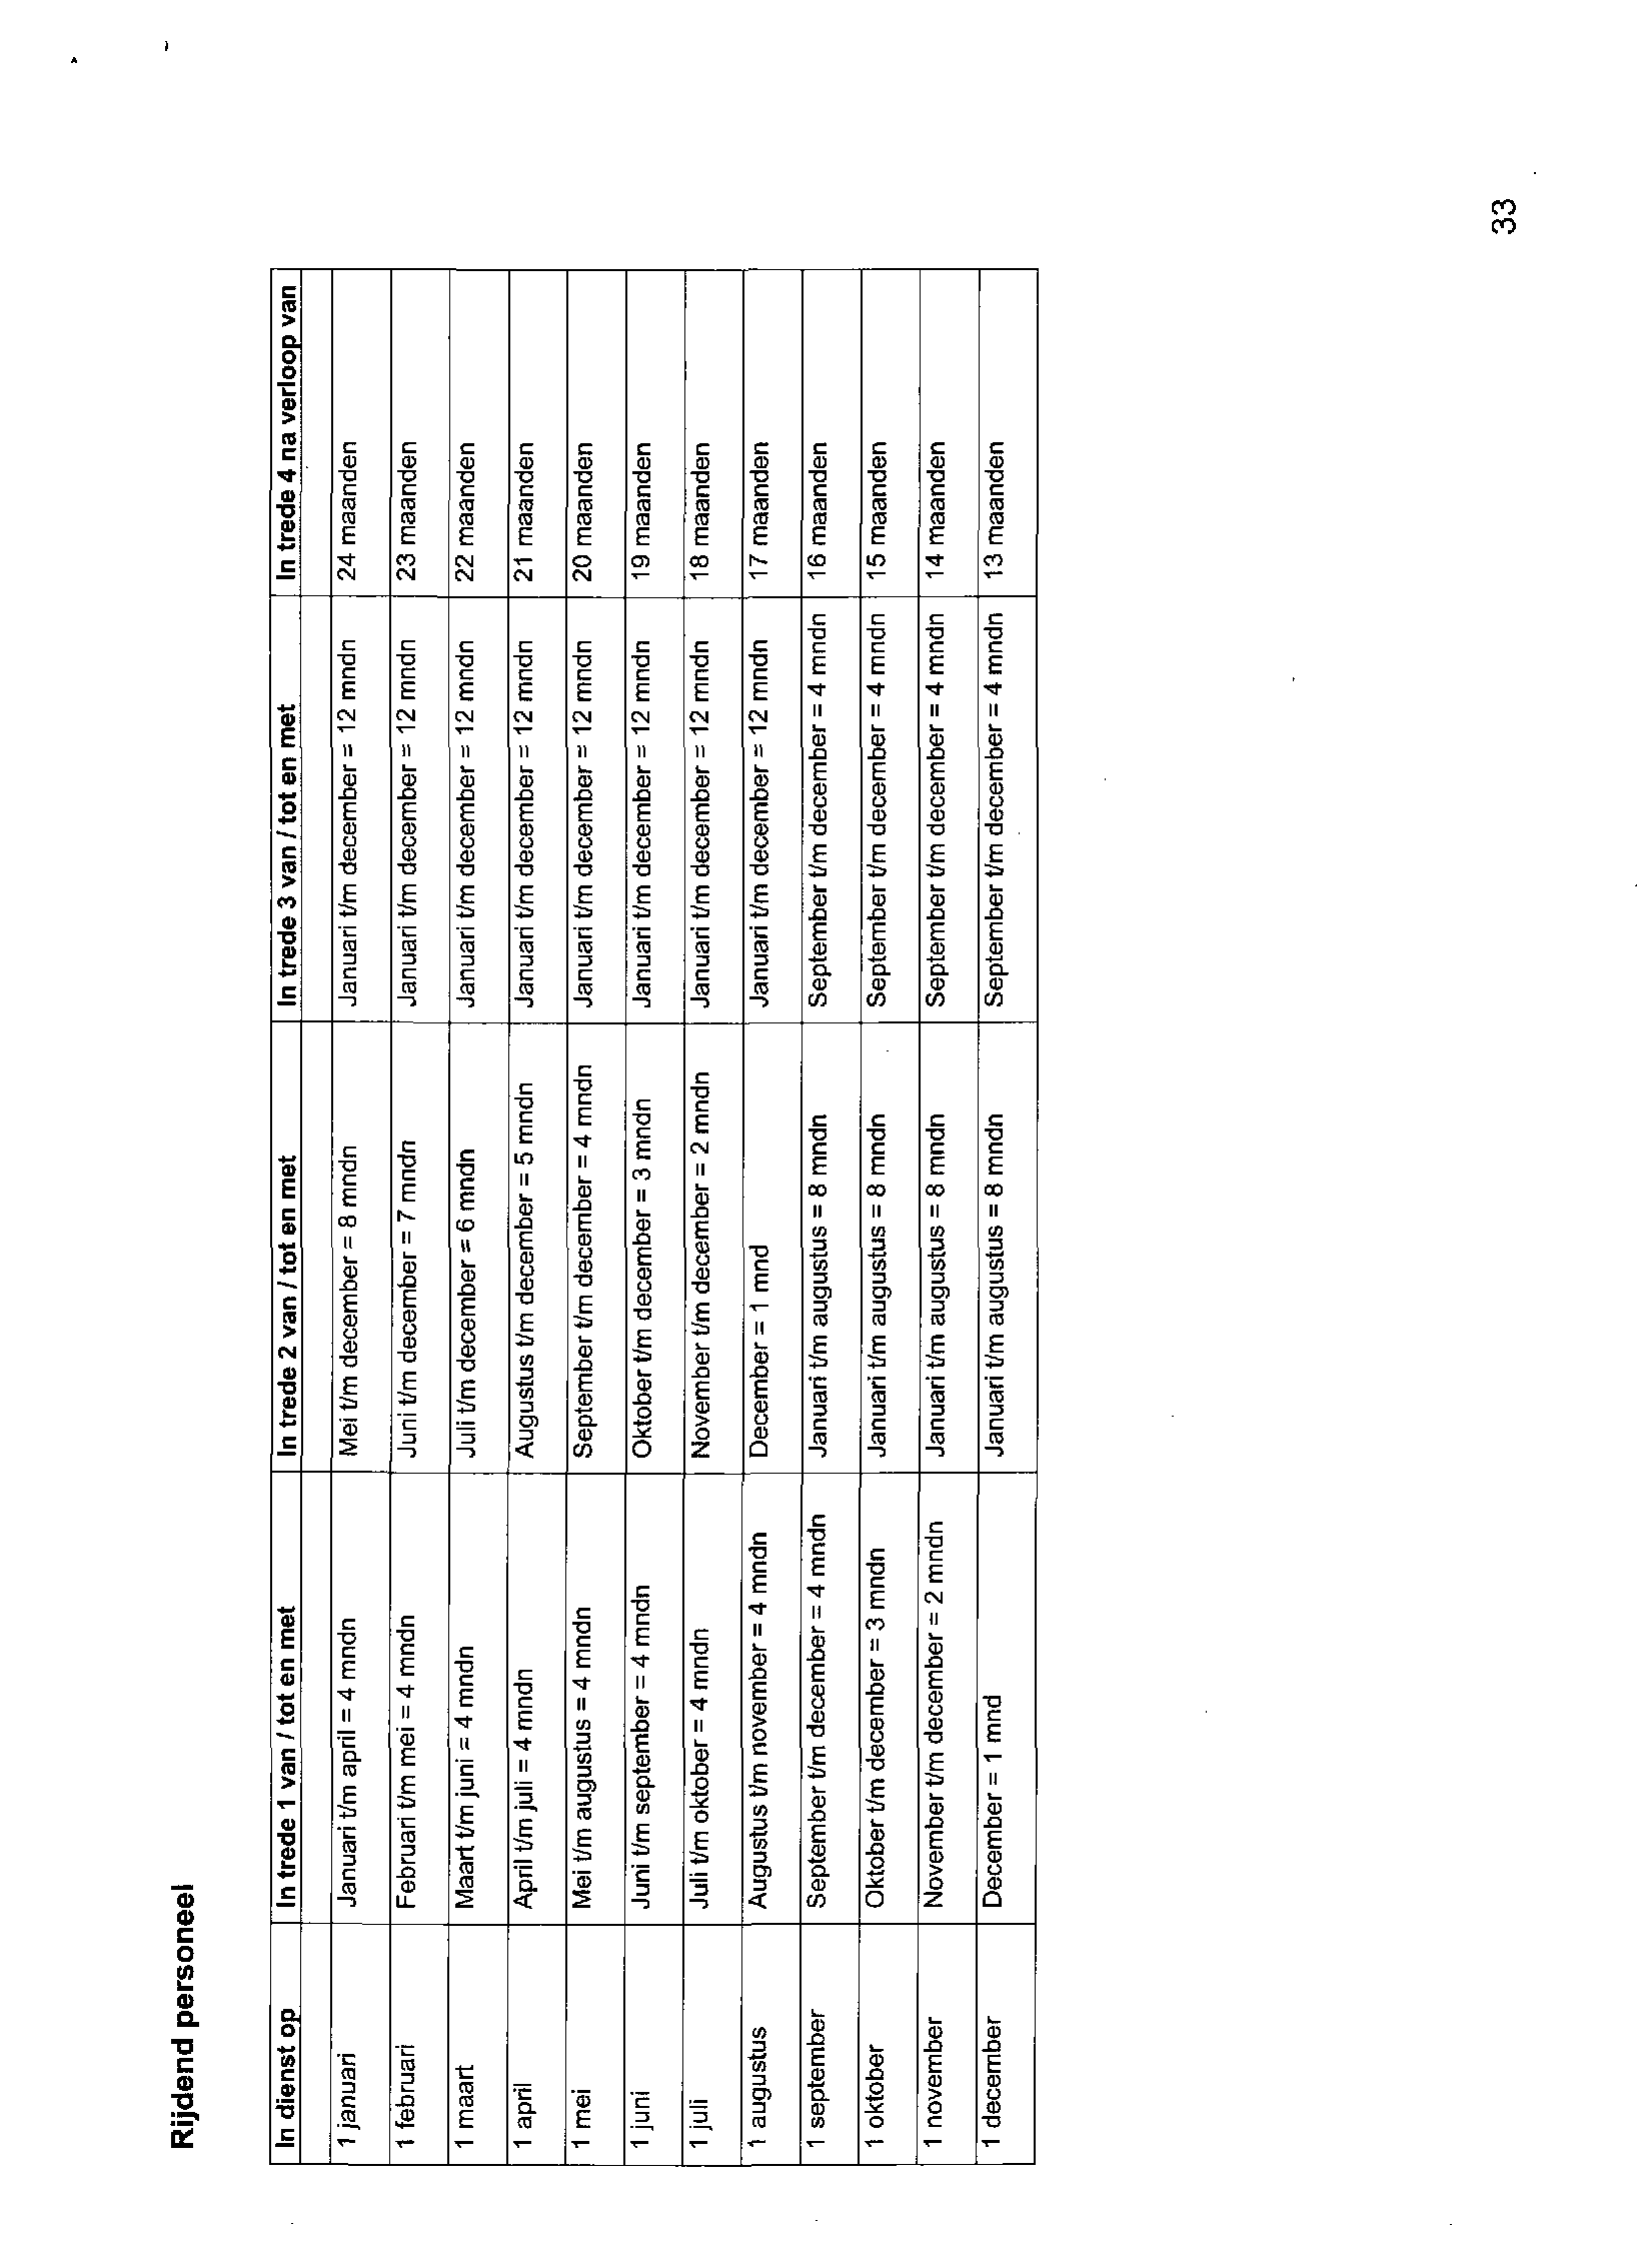 Rijdend personeel
In dienst op In trede 1 van / tot en met In trede 2 van / tot en met In trede 3 van / tot en met In trede 4 na verloop van
1 januari Januari t/m april = 4 mndn Mei t/m december = 8 mndn Januari t/m december = 12 mndn 24 maanden
1 februari Februari t/m mei = 4 mndn Juni t/m december = 7 mndn Januari t/m december = 12 mndn 23 maanden
1 maart Maart t/m juni = 4 mndn Juli t/m december = 6 mndn Januari t/m december = 12 mndn 22 maanden
1 april April t/m juli = 4 mndn Augustus t/m december = 5 mndn Januari t/m december = 12 mndn 21 maanden
1 mei Mei t/m augustus = 4 mndn September t/m december = 4 mndn Januari t/m december = 12 mndn 20 maanden
1 juni Juni t/m september = 4 mndn Oktober t/m december = 3 mndn Januari t/m december = 12 mndn 19 maanden
1 juli Juli t/m oktober = 4 mndn November t/m december = 2 mndn Januari t/m december = 12 mndn 18 maanden
1 augustus Augustus t/m november = 4 mndn December = 1 mnd Januari t/m december = 12 mndn 17 maanden
1 september September t/m december = 4 mndn Januari t/m augustus = 8 mndn September t/m december = 4 mndn 16 maanden
1 oktober Oktober t/m december = 3 mndn Januari t/m augustus = 8 mndn September t/m december = 4 mndn 15 maanden
1 november November t/m december = 2 mndn Januari t/m augustus = 8 mndn September t/m december = 4 mndn 14 maanden
1 december December = 1 mnd Januari t/m augustus = 8 mndn September t/m december = 4 mndn 13 maanden
33